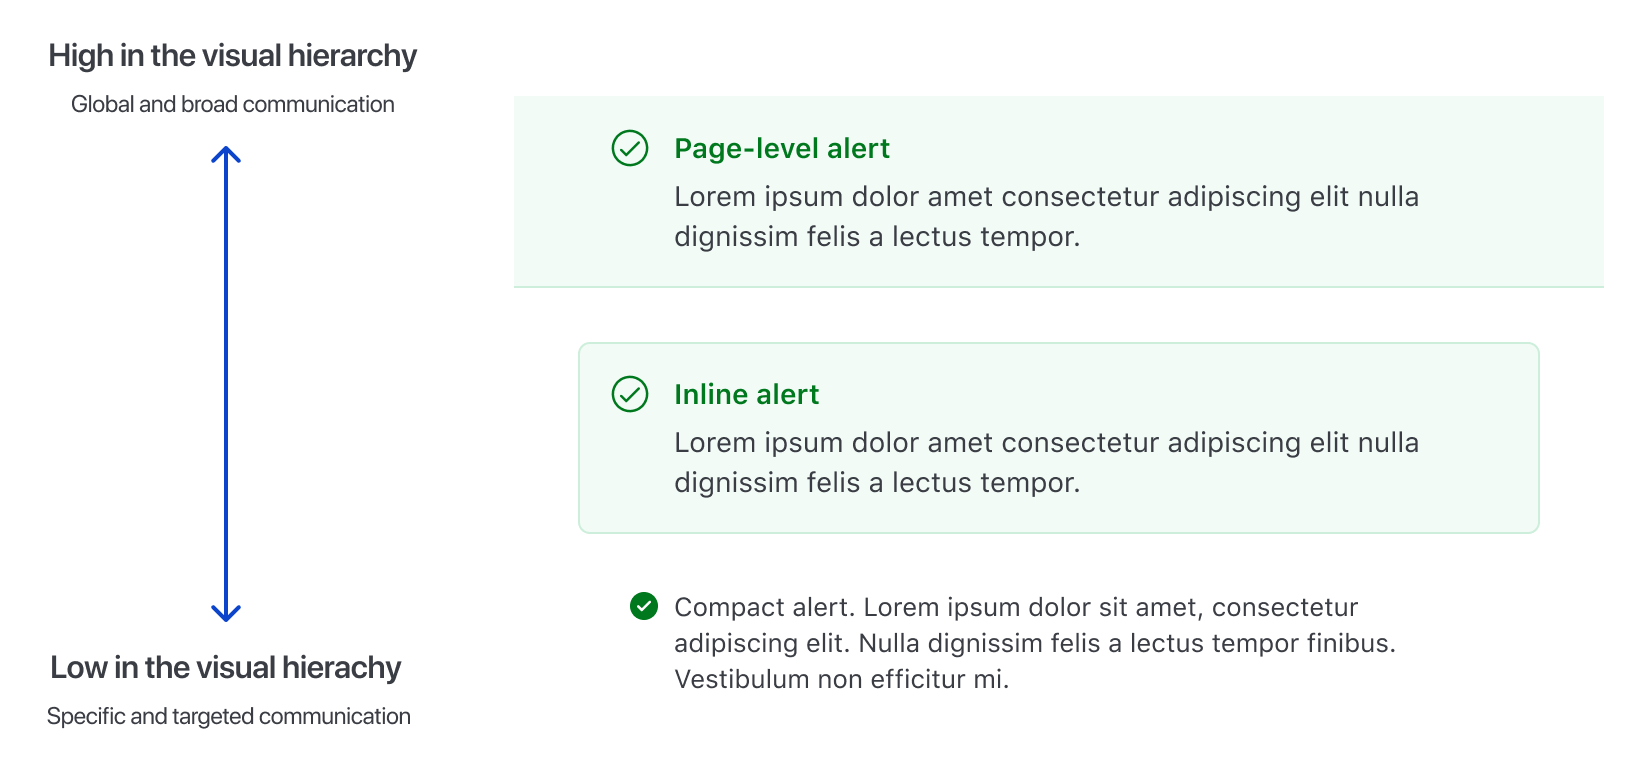 High in the visual hierarchy
Global and broad communication
Page-level alert
Lorem ipsum dolor amet consectetur adipiscing elit nulla
dignissim felis a lectus tempor.
Inline alert
Lorem ipsum dolor amet consectetur adipiscing elit nulla
dignissim felis a lectus tempor.
Compact alert. Lorem ipsum dolor sit amet, consectetur
adipiscing elit. Nulla dignissim felis a lectus tempor finibus.
Vestibulum non efficitur mi.
Low in the visual hierachy
Specific and targeted communication